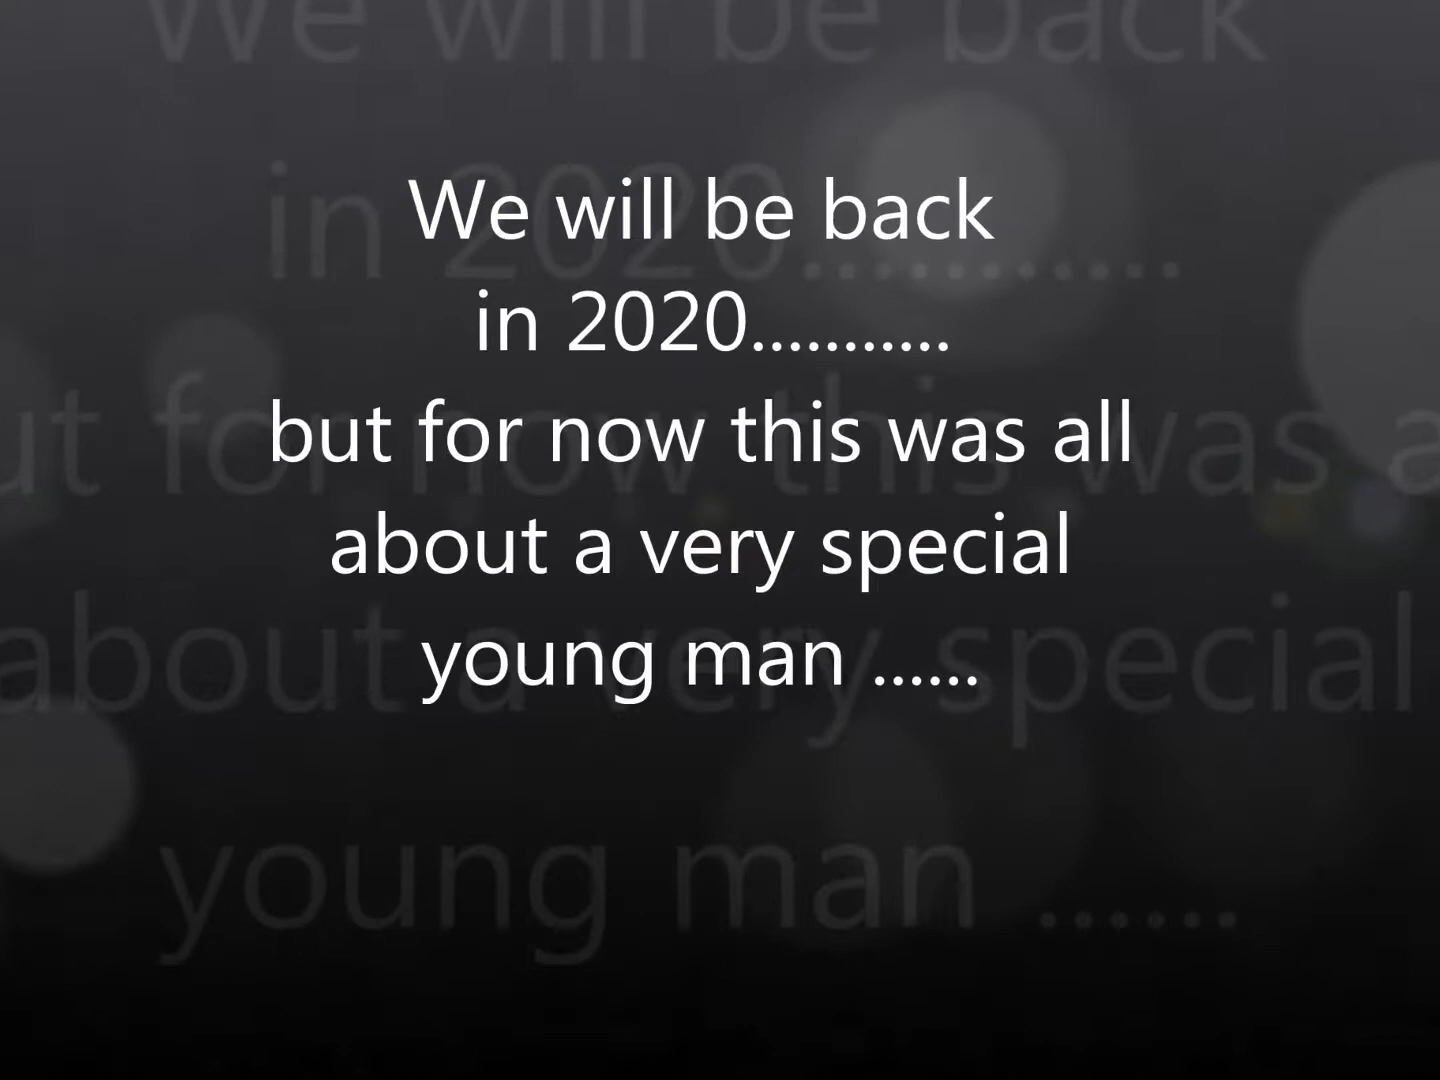 We will be back
in 2020...........
but for now this was all
about a very special
young man ......